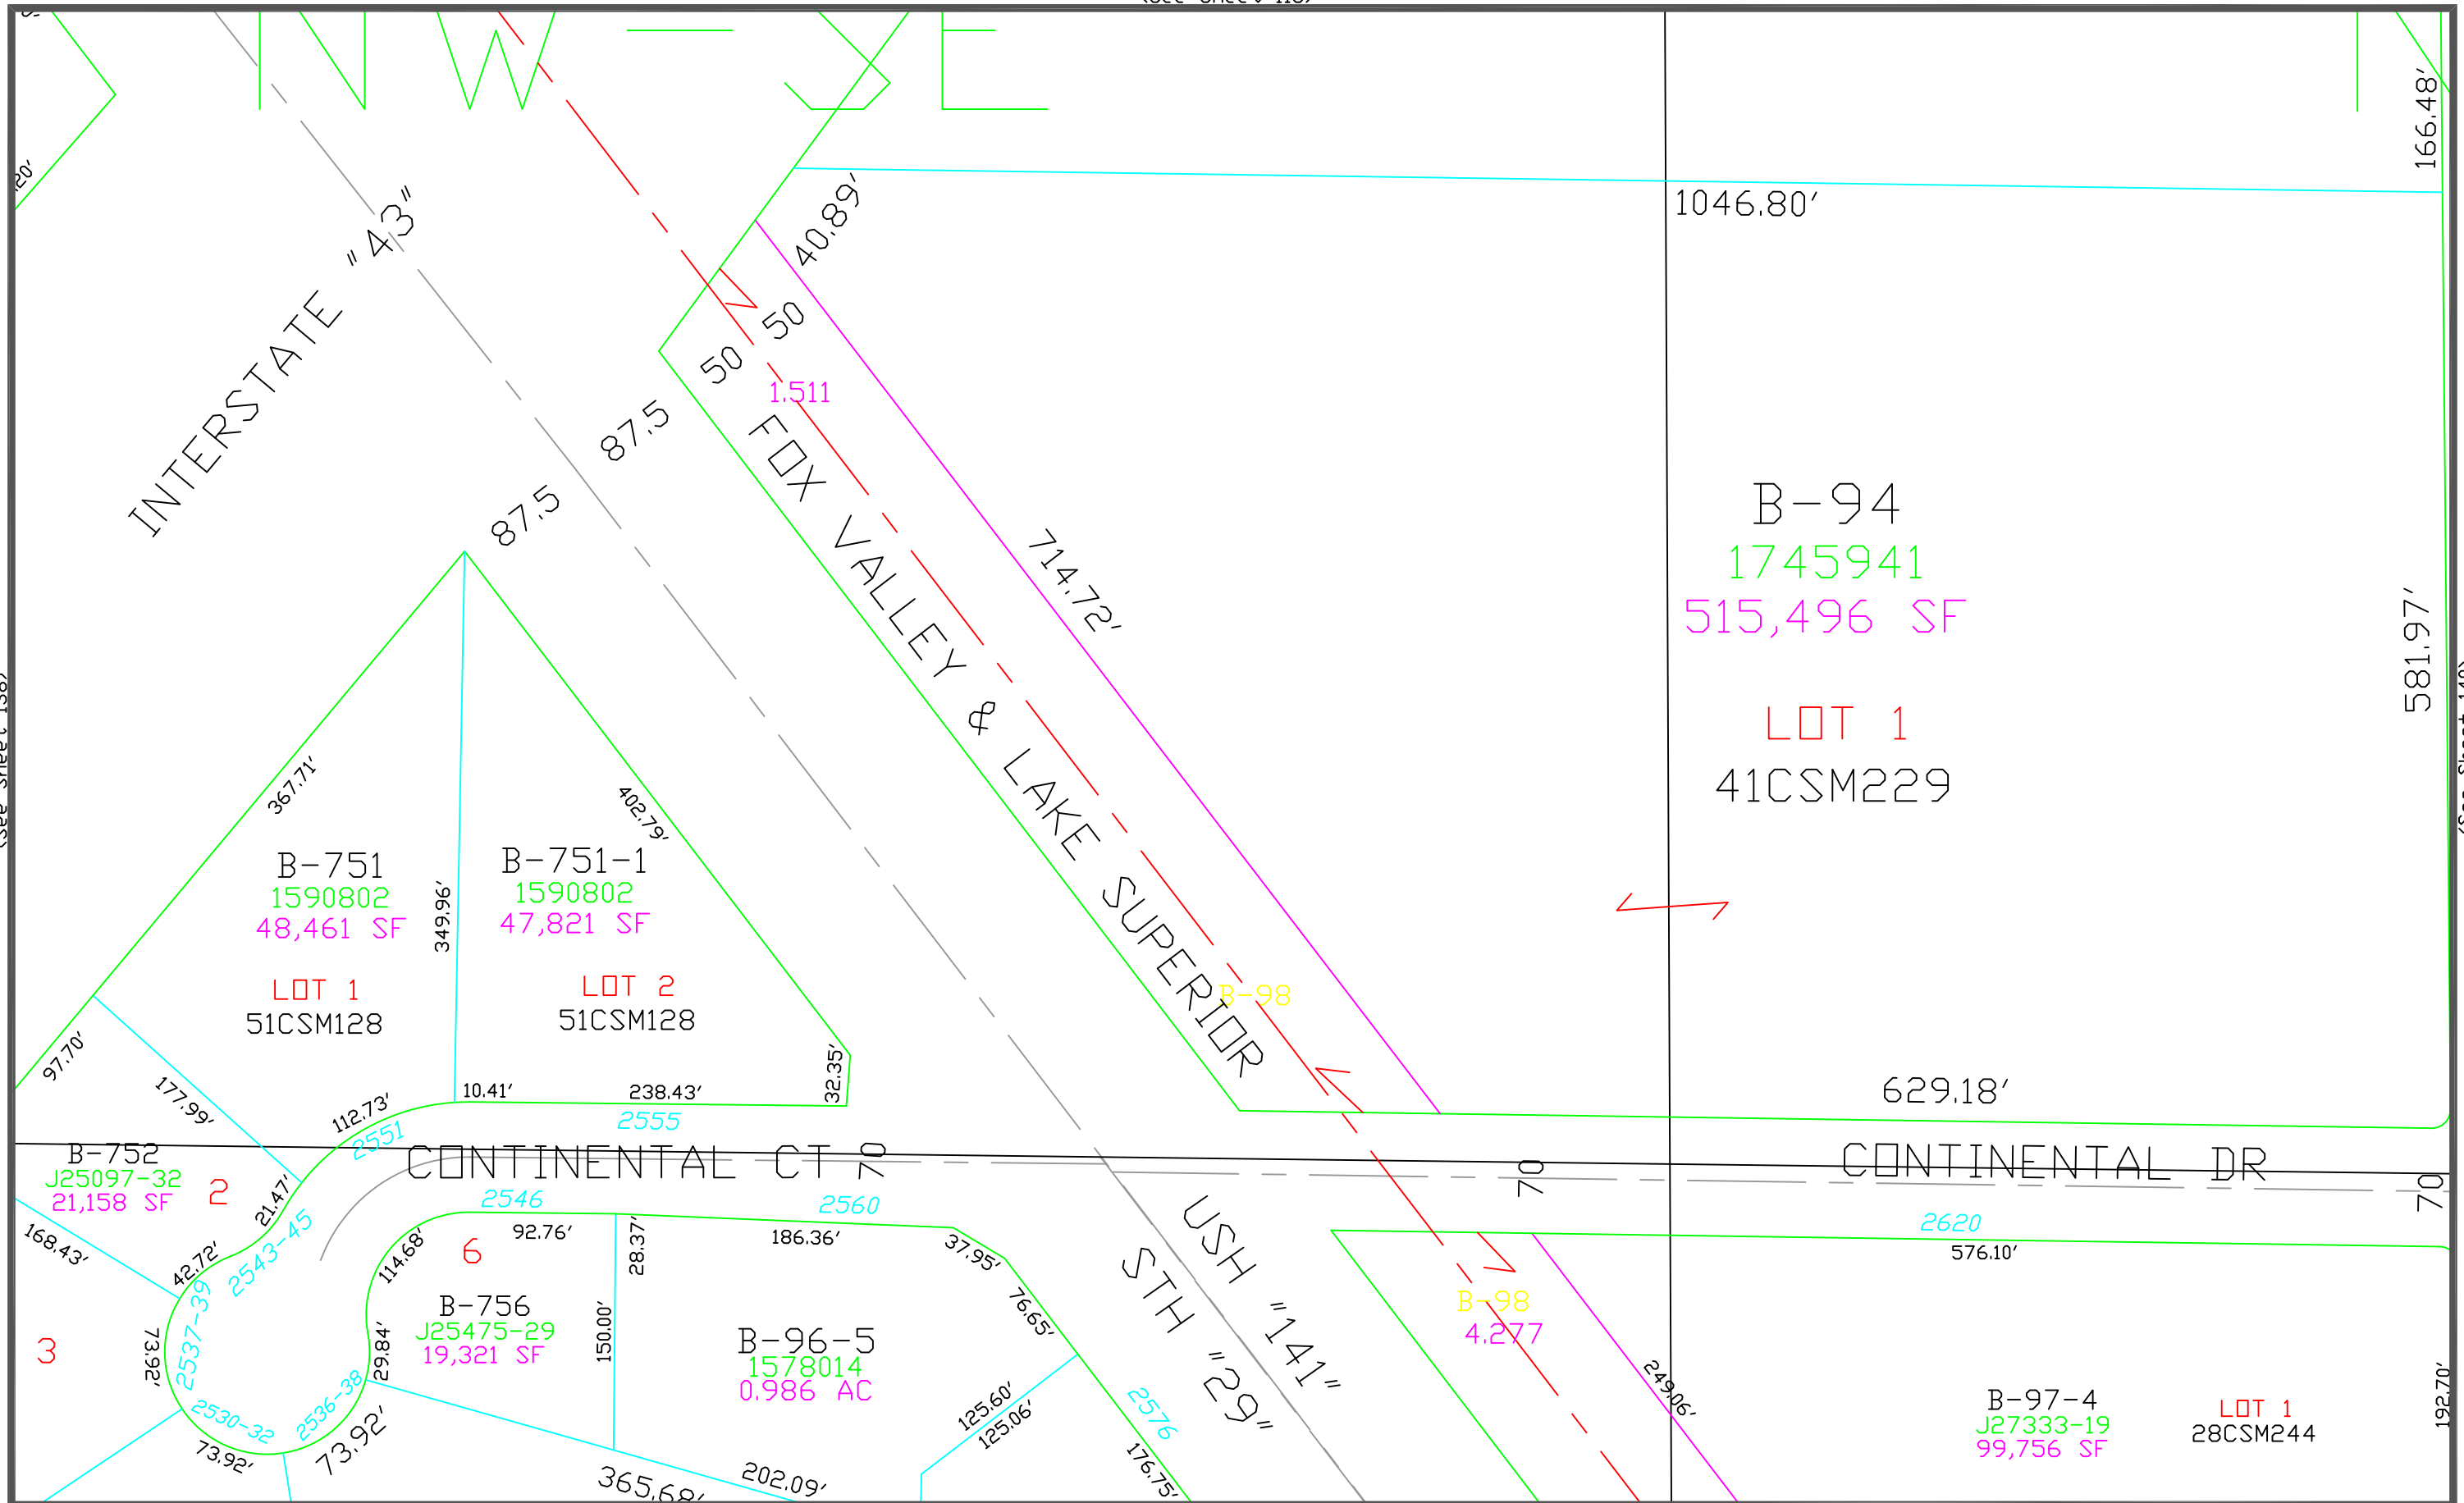 166.48'
1046.80'
40.89'
INTERSTATE "43"
50
50
87.5
87.5
1.511
FOX VALLEY & LAKE SUPERIOR
714.72'
B-94
1745941
515,496 SF
LOT 1
41CSM229
581.97'
367.71'
402.79'
349.96'
B-751
1590802
48,461 SF
LOT 1
51CSM128
B-751-1
1590802
47,821 SF
LOT 2
51CSM128
B-98
97.70'
177.99'
112.73'
10.41'
238.43'
32.35'
2551
2555
629.18'
CONTINENTAL CT
70
CONTINENTAL DR
70
70
B-752
J25097-32
21,158 SF
2
21.47'
168.43'
42.72'
2543-45
2546
2560
2620
92.76'
28.37'
186.36'
37.95'
576.10'
114.68'
6
B-756
J25475-29
19,321 SF
29.84'
150.00'
B-96-5
1578014
0.986 AC
76.65'
USH "141"
STH "29"
B-98
4.277
249.06'
3
73.92'
2537-39
2530-32
2536-38
73.92'
73.92'
125.60'
125.06'
2576
176.75'
365.68'
202.09'
B-97-4
J27333-19
99,756 SF
LOT 1
28CSM244
192.70'